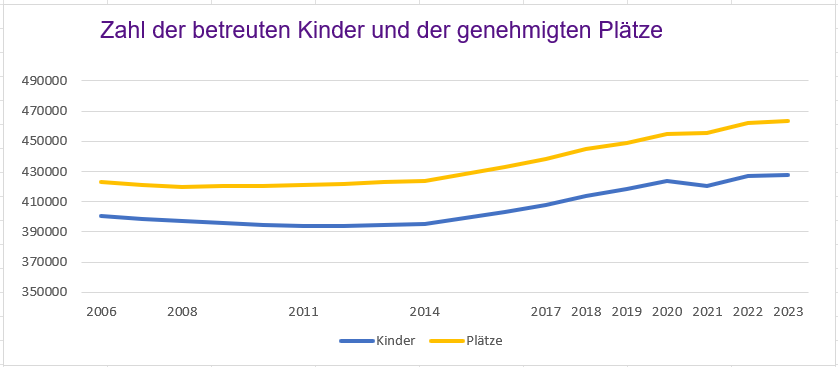 Zahl der betreuten Kinder und der genehmigten Plätze
490000
470000
450000
430000
410000
390000
370000
350000
2006 2008 2011 2014 2017 2018 2019 2020 2021 2022 2023
Kinder Plätze